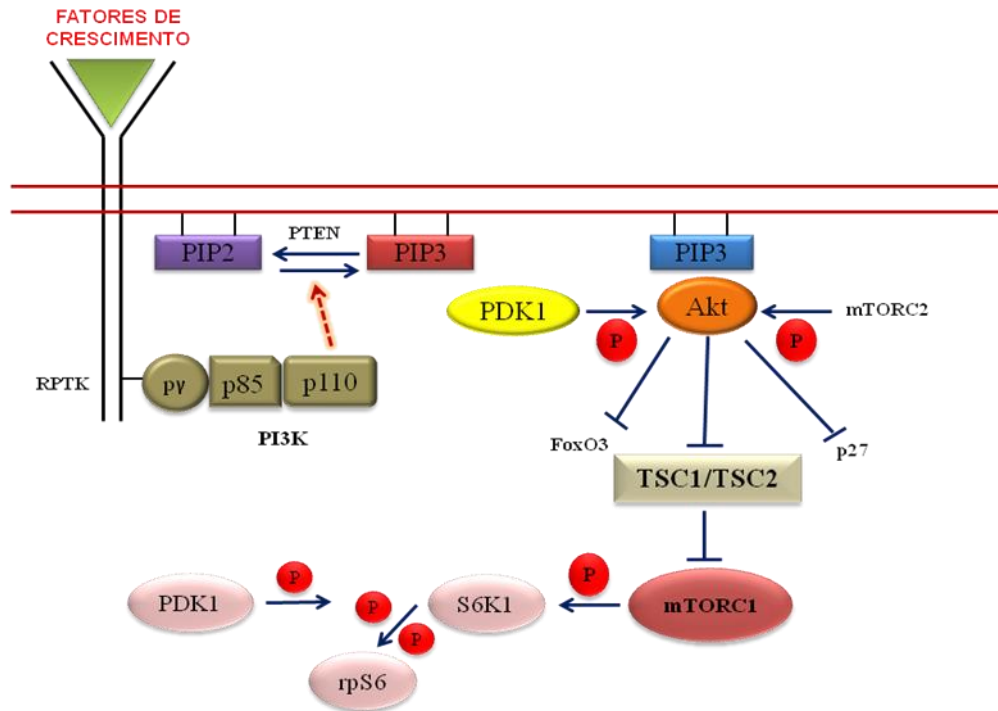 FATORES DE
CRESCIMENTO
PIP2
PTEN
PIP3
PIP3
PDK1
P
Akt
P
mTORC2
RPTK
pγ
p85
p110
PI3K
FoxO3
p27
TSC1/TSC2
PDK1
P
P
P
S6K1
P
mTORC1
rpS6